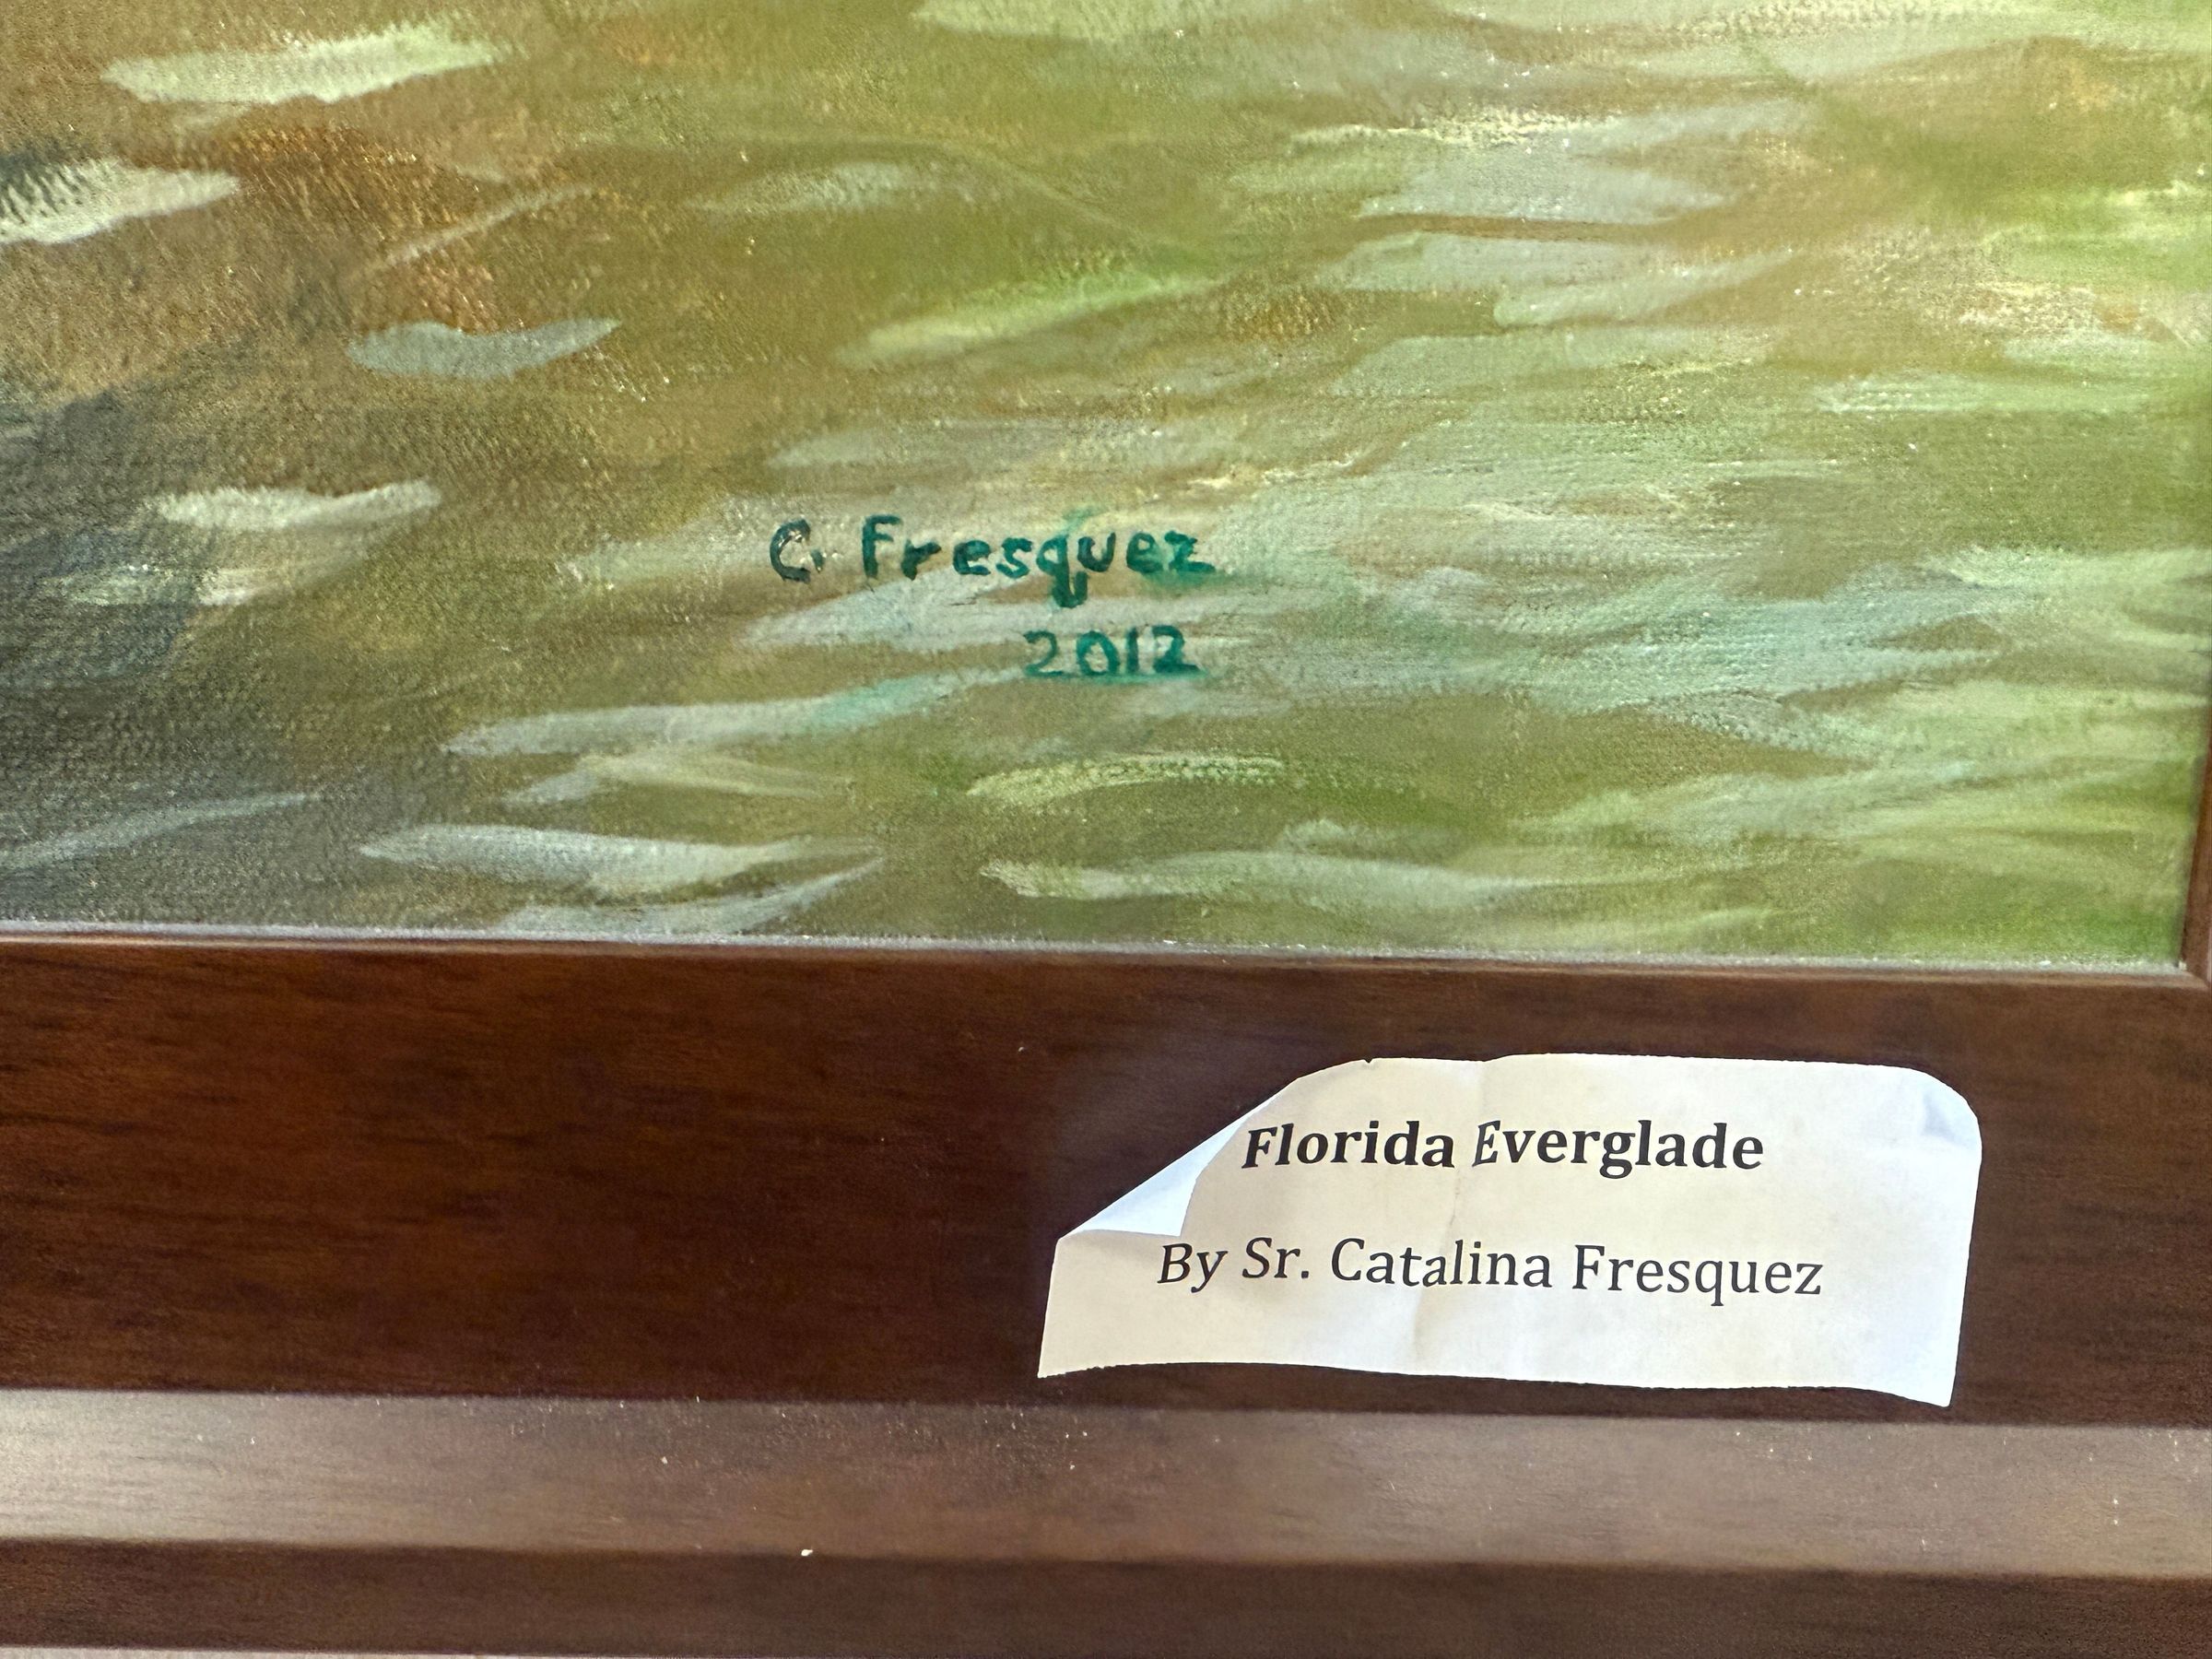 C. Fresquez
2012
Florida Everglade
By Sr. Catalina Fresquez